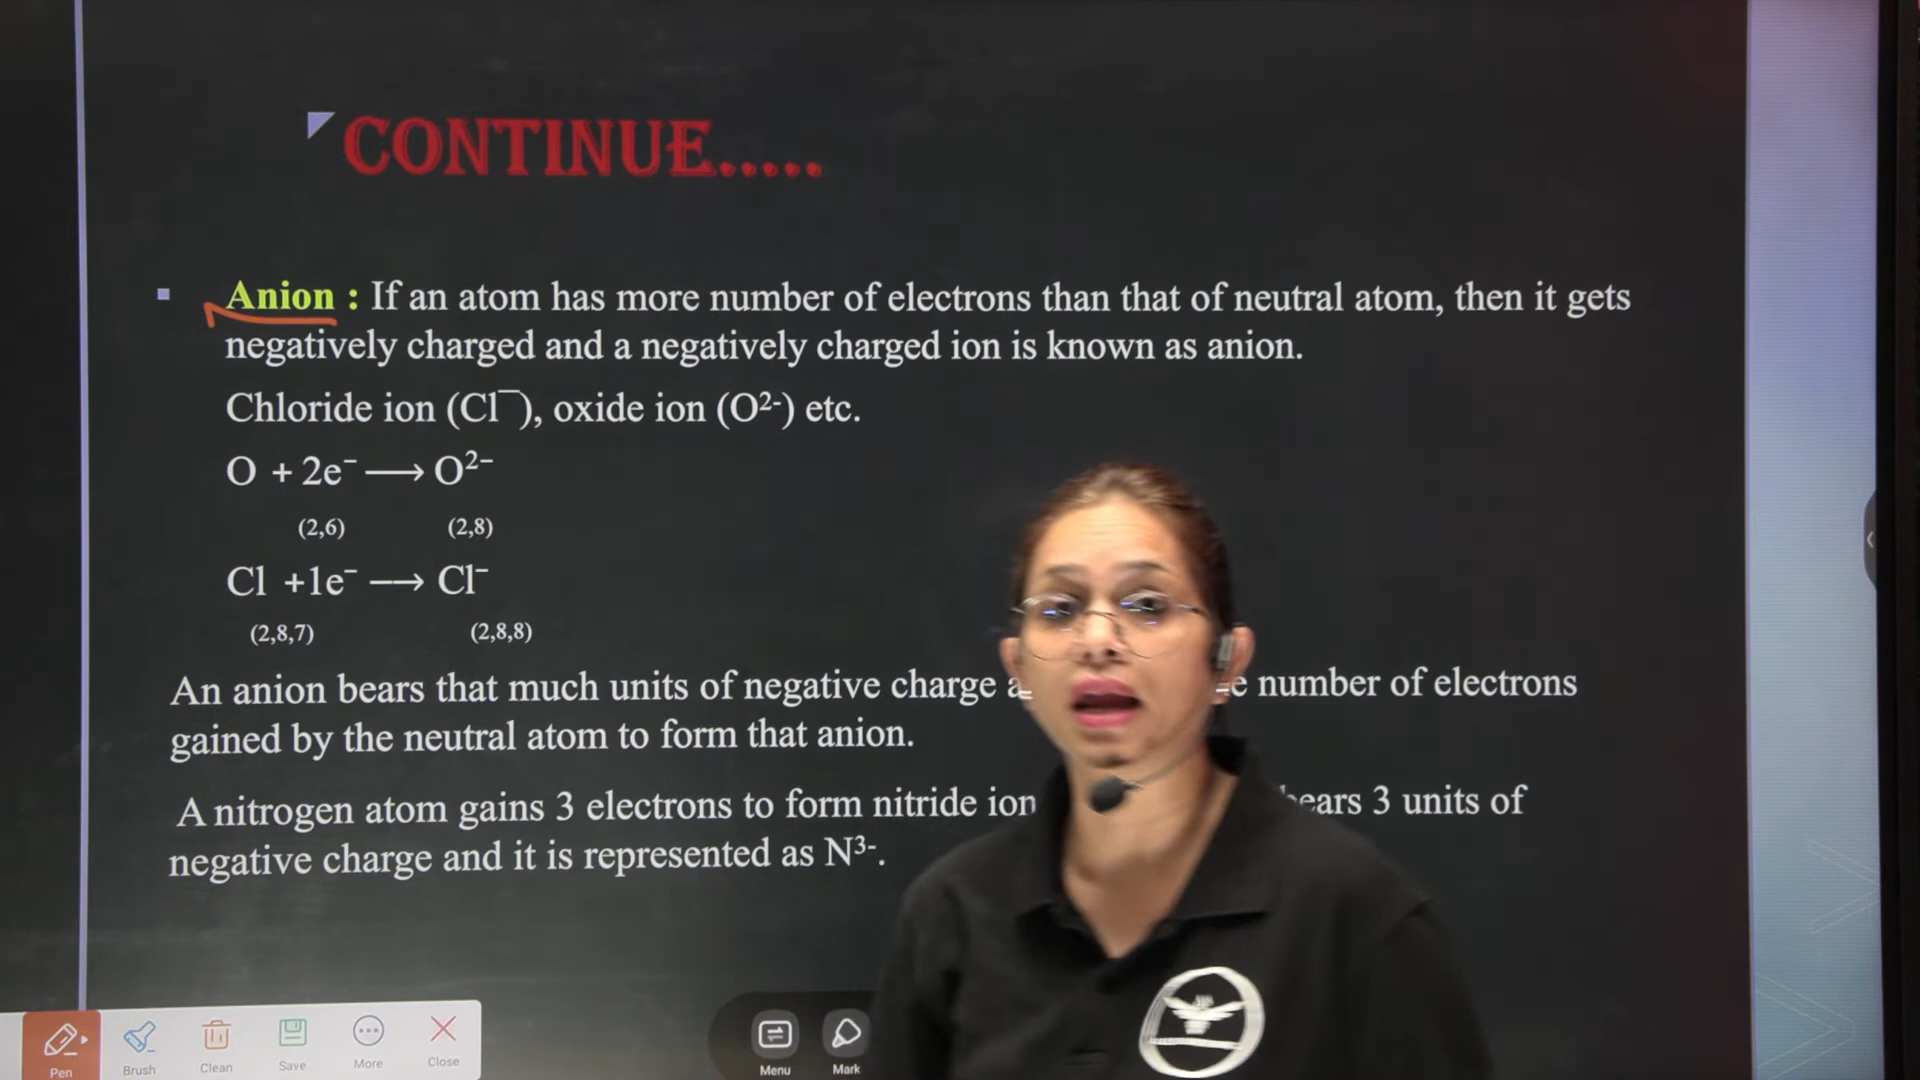 CONTINUE.....
Anion : If an atom has more number of electrons than that of neutral atom, then it gets
negatively charged and a negatively charged ion is known as anion.
Chloride ion (Cl⁻), oxide ion (O²⁻) etc.
O + 2e⁻ ⟶ O²⁻
(2,6) (2,8)
Cl +1e⁻ ⟶ Cl⁻
(2,8,7) (2,8,8)
An anion bears that much units of negative charge number of electrons
gained by the neutral atom to form that anion.
A nitrogen atom gains 3 electrons to form nitride ion bears 3 units of
negative charge and it is represented as N³⁻.
Pen Brush Clean Save More Close
Menu Mark